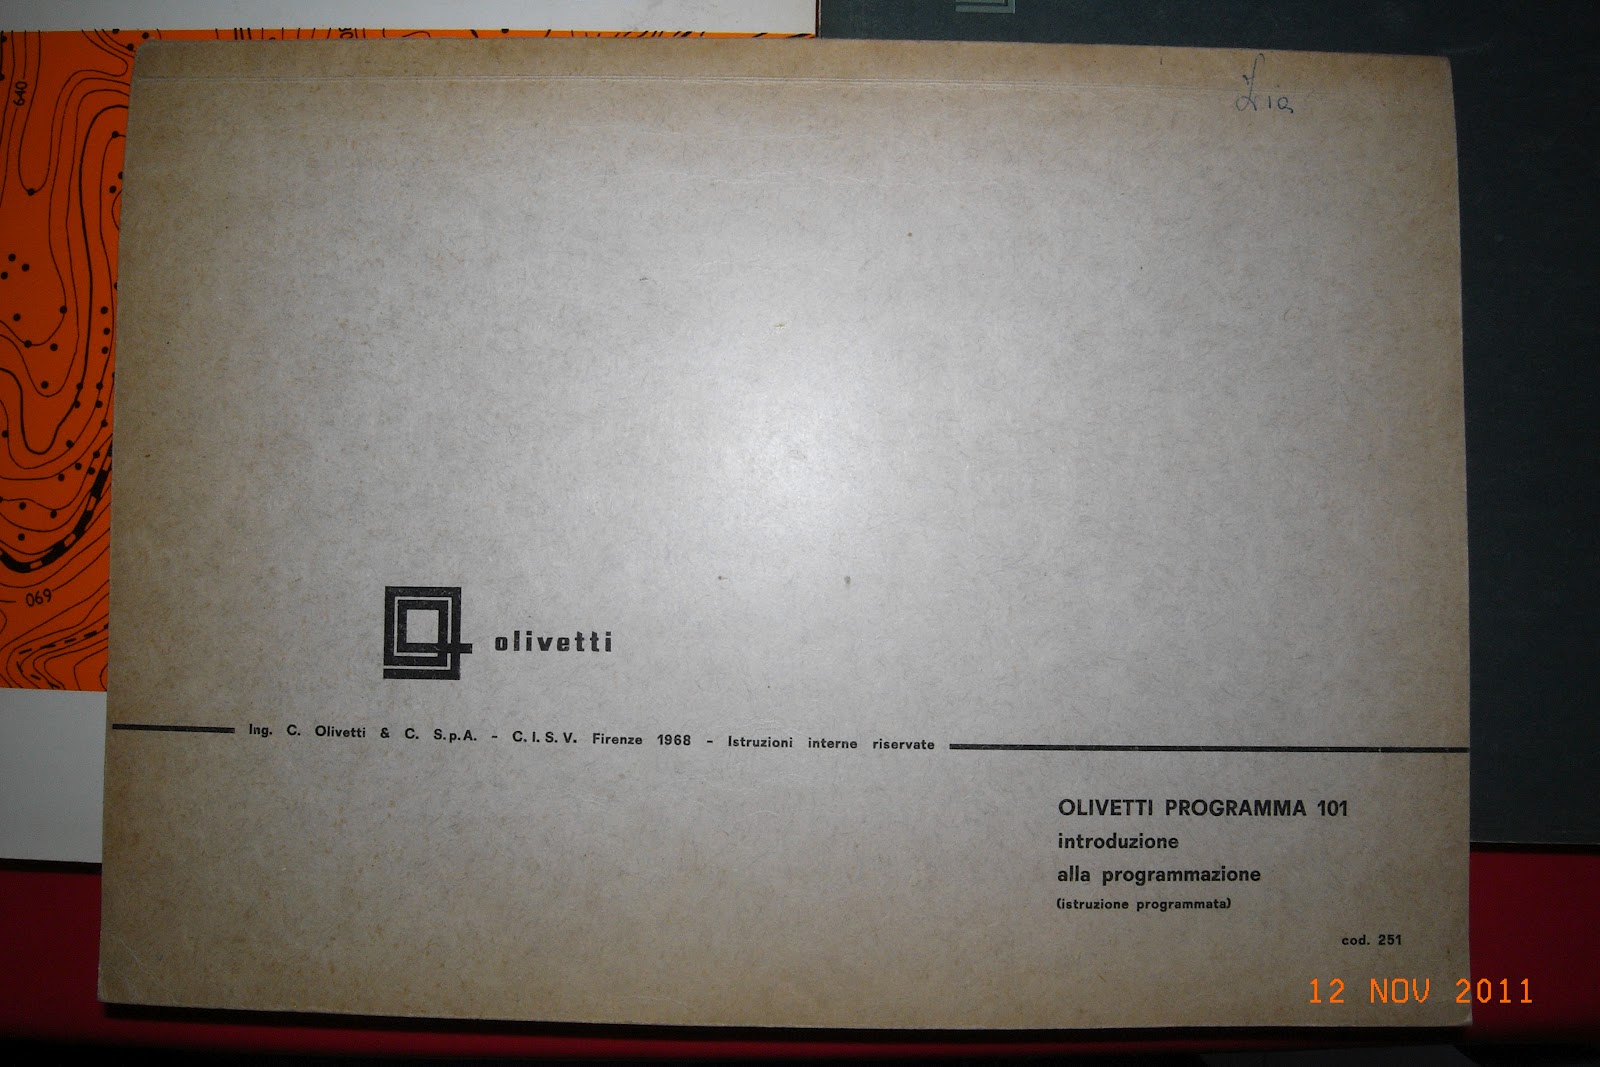 640
Lia
069
olivetti
Ing. C. Olivetti & C. S.p.A. - C.I.S.V. Firenze 1968 - Istruzioni interne riservate
OLIVETTI PROGRAMMA 101
introduzione
alla programmazione
(istruzione programmata)
cod. 251
12 NOV 2011